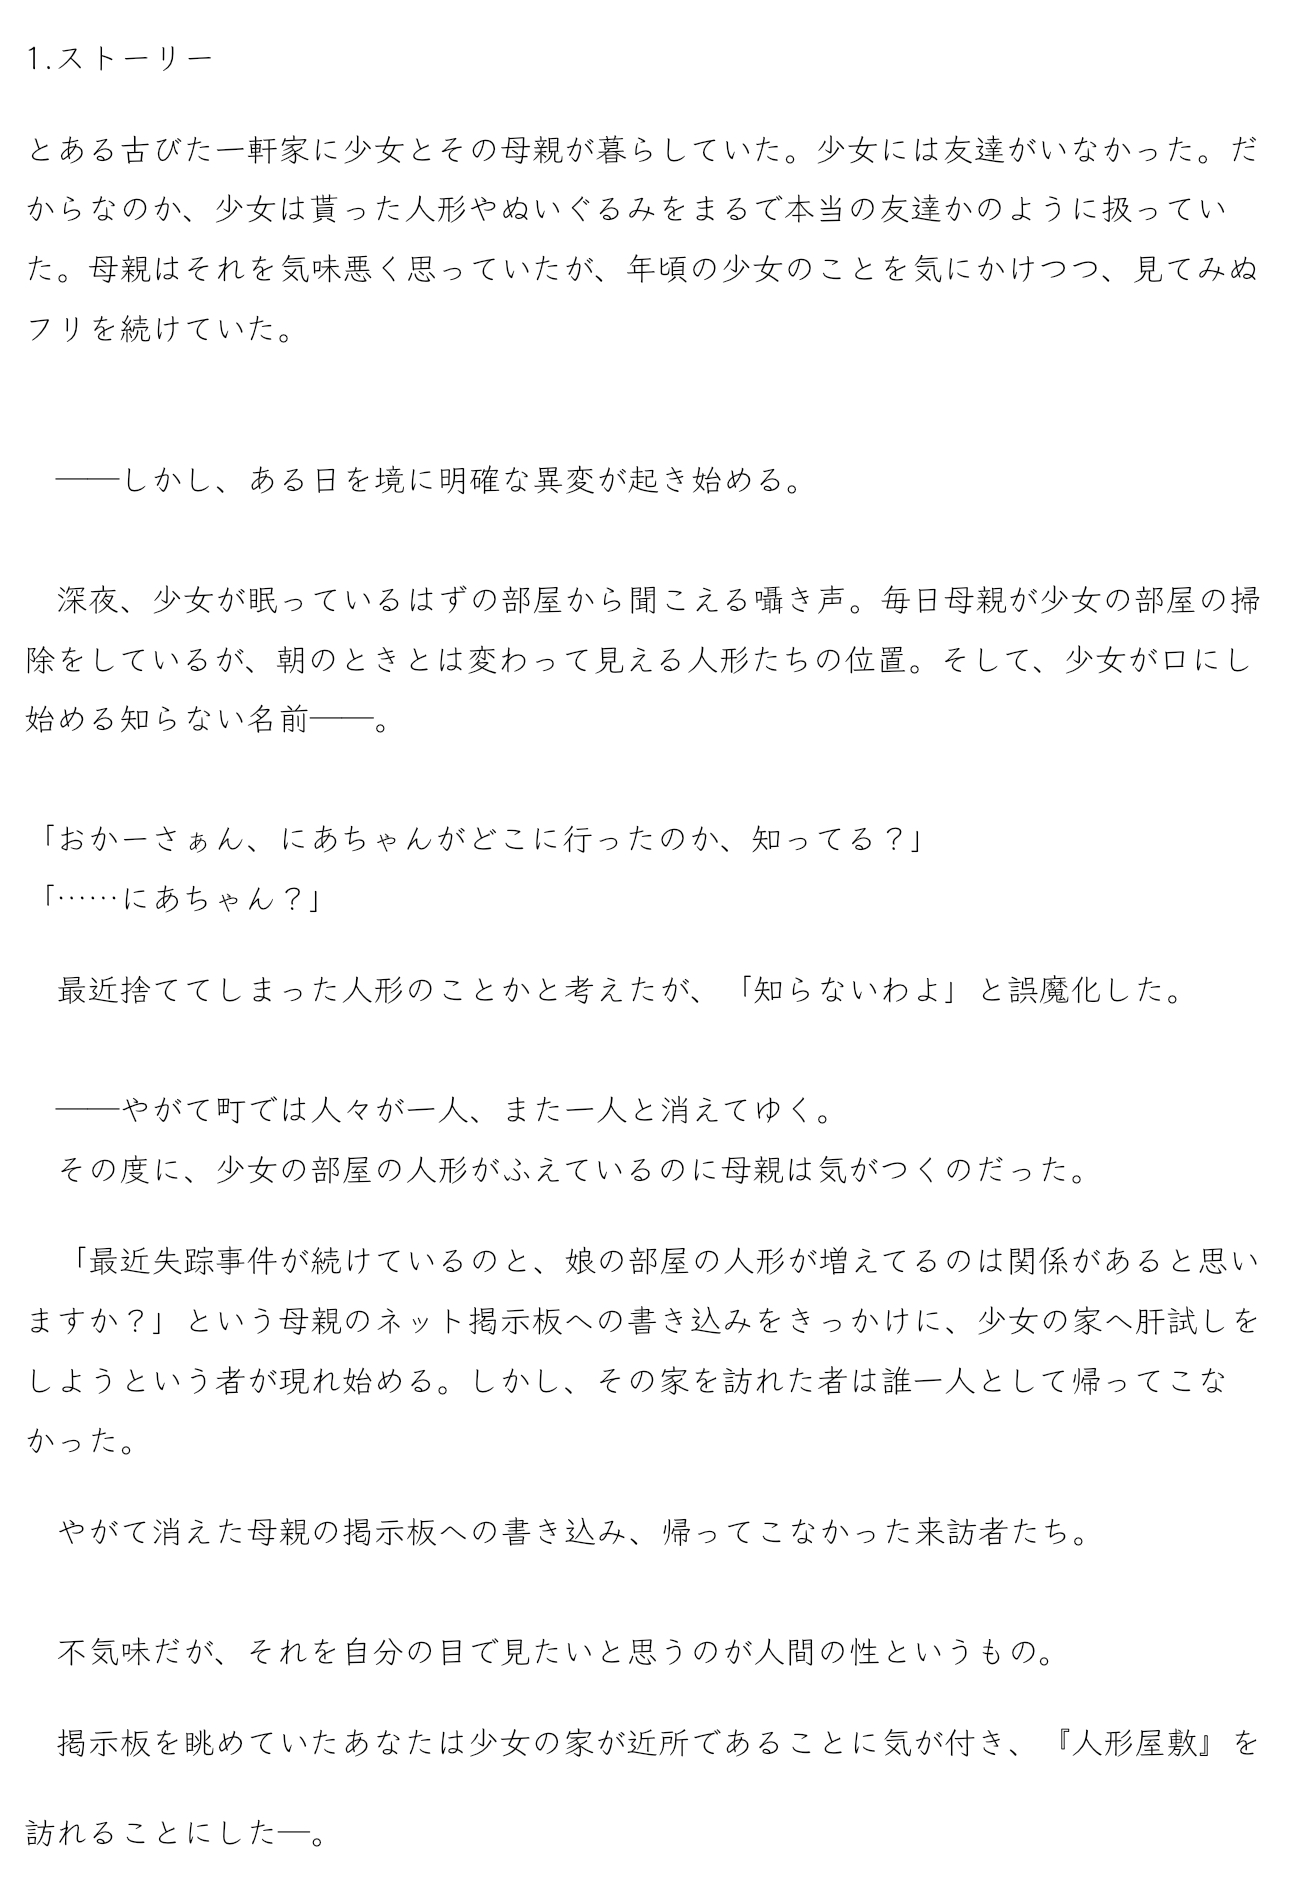 1.ストーリー
とある古びた一軒家に少女とその母親が暮らしていた。少女には友達がいなかった。だ
からなのか、少女は貰った人形やぬいぐるみをまるで本当の友達かのように扱ってい
た。母親はそれを気味悪く思っていたが、年頃の少女のことを気にかけつつ、見てみぬ
フリを続けていた。
――しかし、ある日を境に明確な異変が起き始める。
深夜、少女が眠っているはずの部屋から聞こえる囁き声。毎日母親が少女の部屋の掃
除をしているが、朝のときとは変わって見える人形たちの位置。そして、少女が口にし
始める知らない名前――。
「おかーさぁん、にあちゃんがどこに行ったのか、知ってる？」
「……にあちゃん？」
最近捨ててしまった人形のことかと考えたが、「知らないわよ」と誤魔化した。
――やがて町では人々が一人、また一人と消えてゆく。
その度に、少女の部屋の人形がふえているのに母親は気がつくのだった。
「最近失踪事件が続けているのと、娘の部屋の人形が増えてるのは関係があると思い
ますか？」という母親のネット掲示板への書き込みをきっかけに、少女の家へ肝試しを
しようという者が現れ始める。しかし、その家を訪れた者は誰一人として帰ってこな
かった。
やがて消えた母親の掲示板への書き込み、帰ってこなかった来訪者たち。
不気味だが、それを自分の目で見たいと思うのが人間の性というもの。
掲示板を眺めていたあなたは少女の家が近所であることに気が付き、『人形屋敷』を
訪れることにした―。